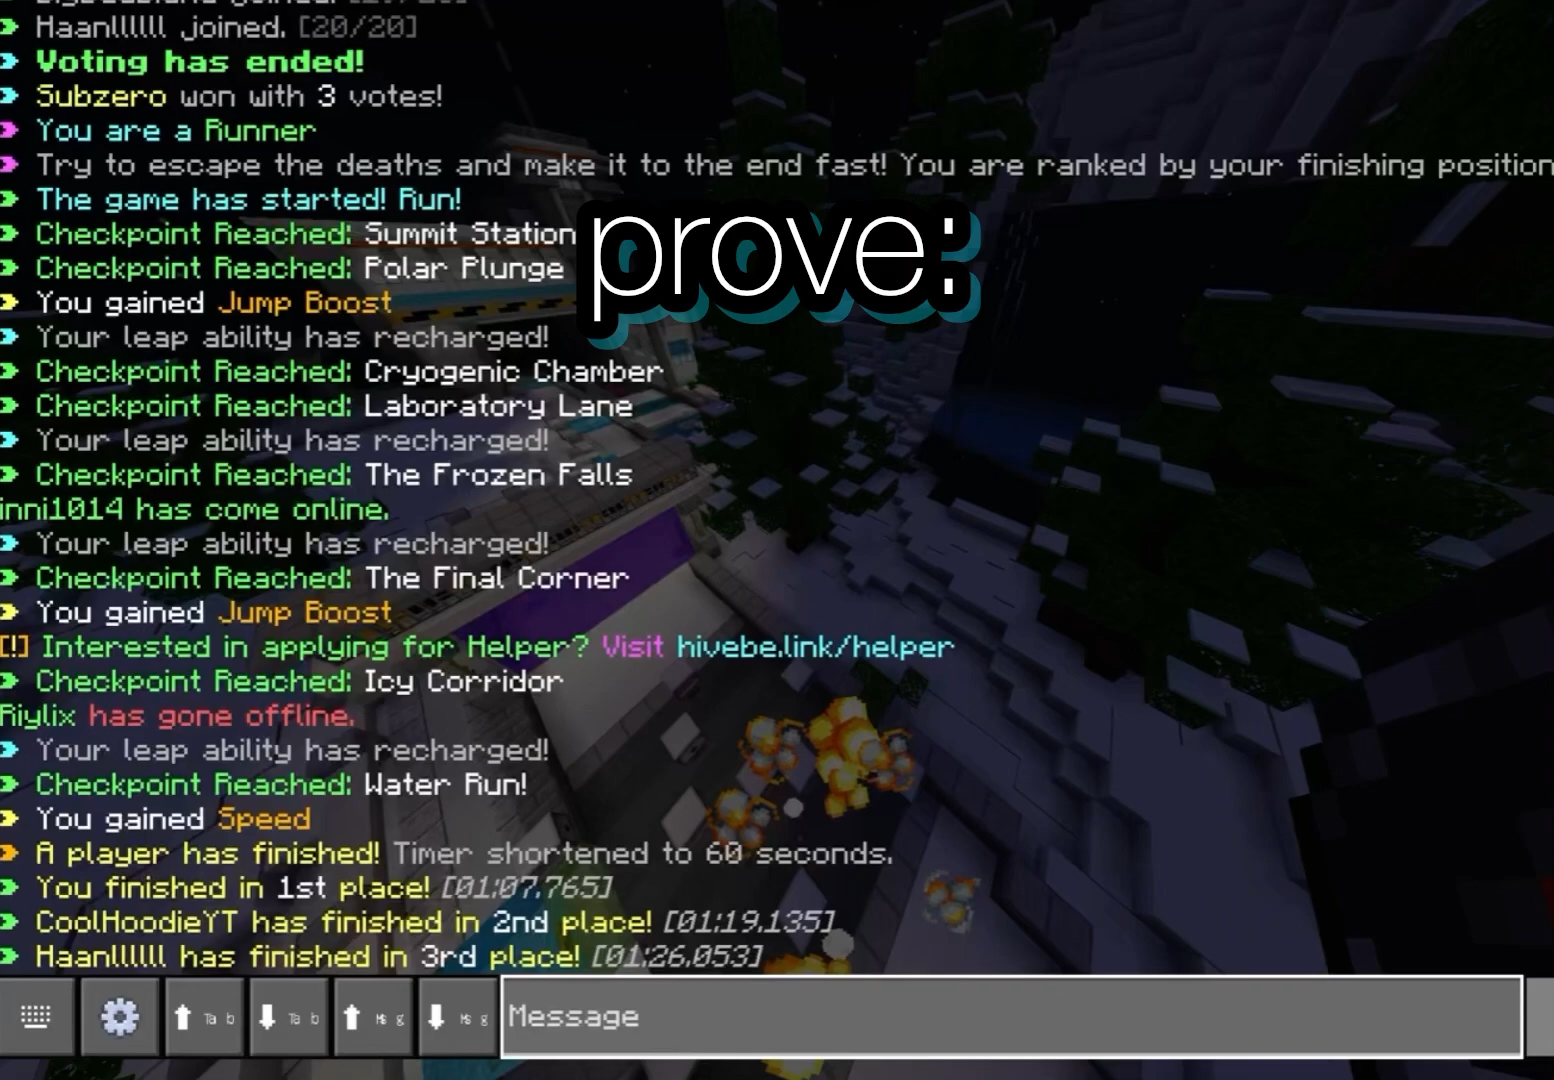 Haanllllll joined. [20/20]
Voting has ended!
Subzero won with 3 votes!
You are a Runner
Try to escape the deaths and make it to the end fast! You are ranked by your finishing position
The game has started! Run!
Checkpoint Reached: Summit Station
prove:
Checkpoint Reached: Polar Plunge
You gained Jump Boost
Your leap ability has recharged!
Checkpoint Reached: Cryogenic Chamber
Checkpoint Reached: Laboratory Lane
Your leap ability has recharged!
Checkpoint Reached: The Frozen Falls
inni1014 has come online.
Your leap ability has recharged!
Checkpoint Reached: The Final Corner
You gained Jump Boost
[!] Interested in applying for Helper? Visit hivebe.link/helper
Checkpoint Reached: Icy Corridor
Riylix has gone offline.
Your leap ability has recharged!
Checkpoint Reached: Water Run!
You gained Speed
A player has finished! Timer shortened to 60 seconds.
You finished in 1st place! [01:07.765]
CoolHoodieYT has finished in 2nd place! [01:19.135]
Haanllllll has finished in 3rd place! [01:26.053]
Ta b Ta b Ms g Ms g Message